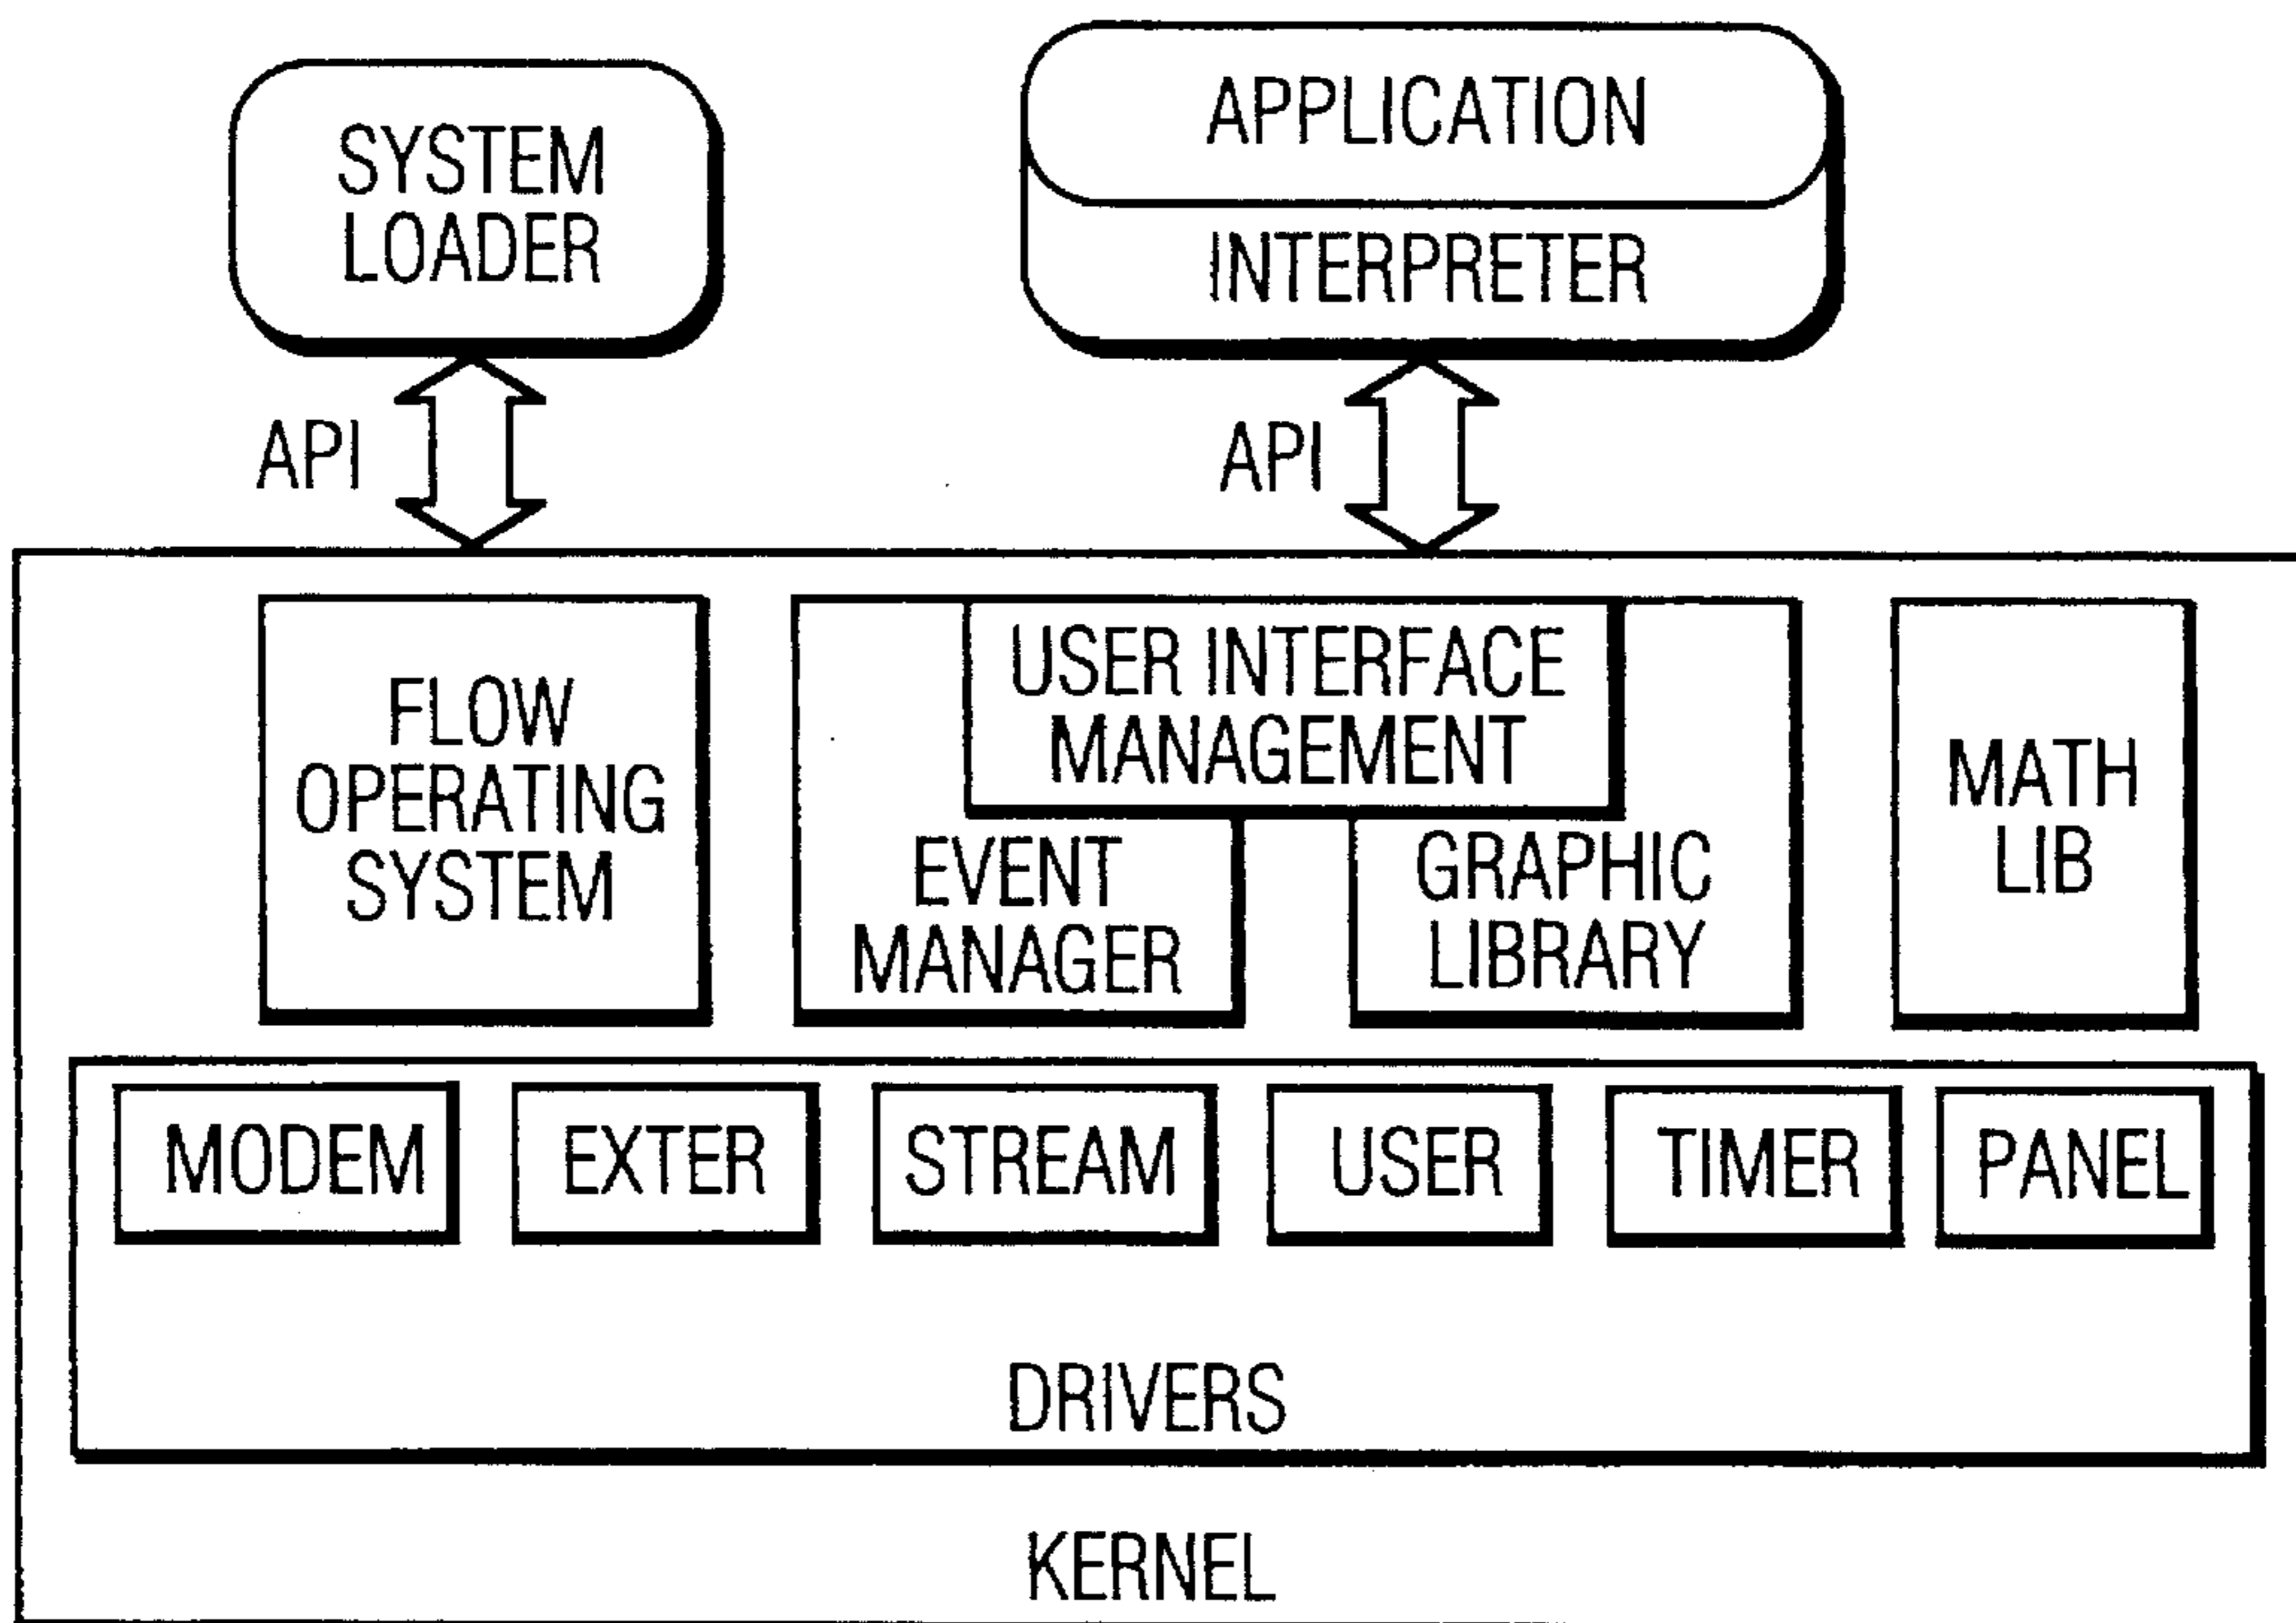 SYSTEM
LOADER
APPLICATION
INTERPRETER
API
API
FLOW
OPERATING
SYSTEM
USER INTERFACE
MANAGEMENT
EVENT
MANAGER
GRAPHIC
LIBRARY
MATH
LIB
MODEM
EXTER
STREAM
USER
TIMER
PANEL
DRIVERS
KERNEL